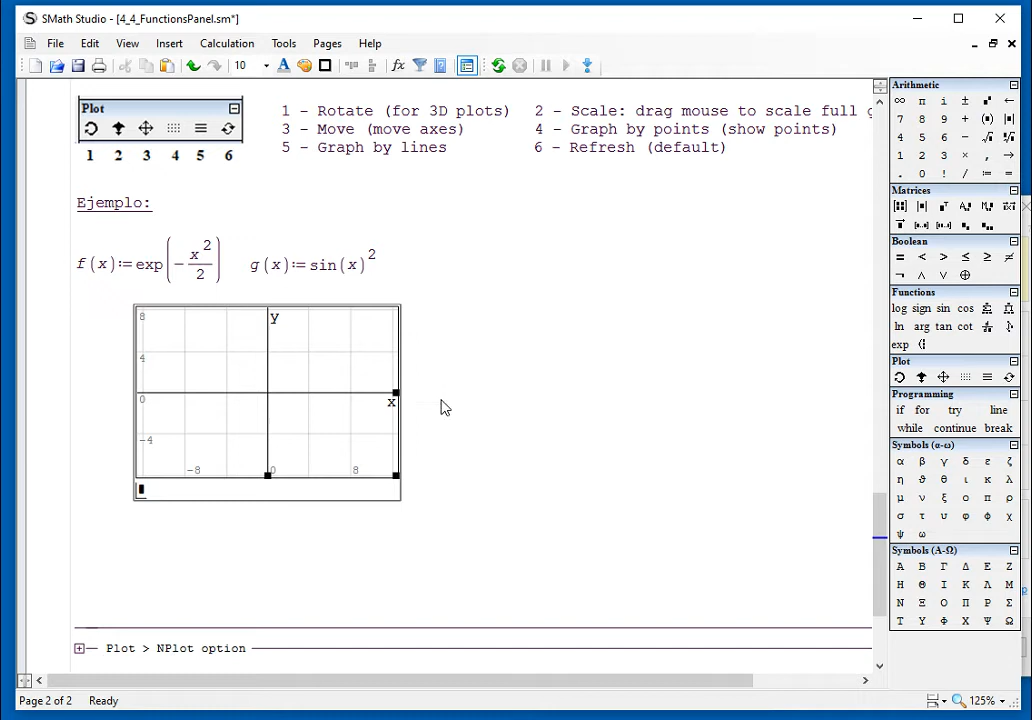 SMath Studio - [4_4_FunctionsPanel.sm*]
File Edit View Insert Calculation Tools Pages Help
10
Plot
1 2 3 4 5 6
1 - Rotate (for 3D plots) 2 - Scale: drag mouse to scale full g
3 - Move (move axes) 4 - Graph by points (show points)
5 - Graph by lines 6 - Refresh (default)
Ejemplo:
f(x):=exp(-x^2/2) g(x):=sin(x)^2
y
8
4
0
x
-4
-8 0 8
Plot > NPlot option
Arithmetic
∞ π i ± ←
7 8 9 + (▪) |▪|
4 5 6 − √
1 2 3 × , →
. 0 ! / := =
Matrices
Boolean
= < > ≤ ≥ ≠
¬ ∧ ∨ ⊕
Functions
log sign sin cos
ln arg tan cot
exp
Plot
Programming
if for try line
while continue break
Symbols (α-ω)
α β γ δ ε ζ
η ϑ θ ι κ λ
μ ν ξ ο π ρ
σ τ υ φ ϕ χ
ψ ω
Symbols (Α-Ω)
Α Β Γ Δ Ε Ζ
Η Θ Ι Κ Λ Μ
Ν Ξ Ο Π Ρ Σ
Τ Υ Φ Χ Ψ Ω
Page 2 of 2 Ready
125%